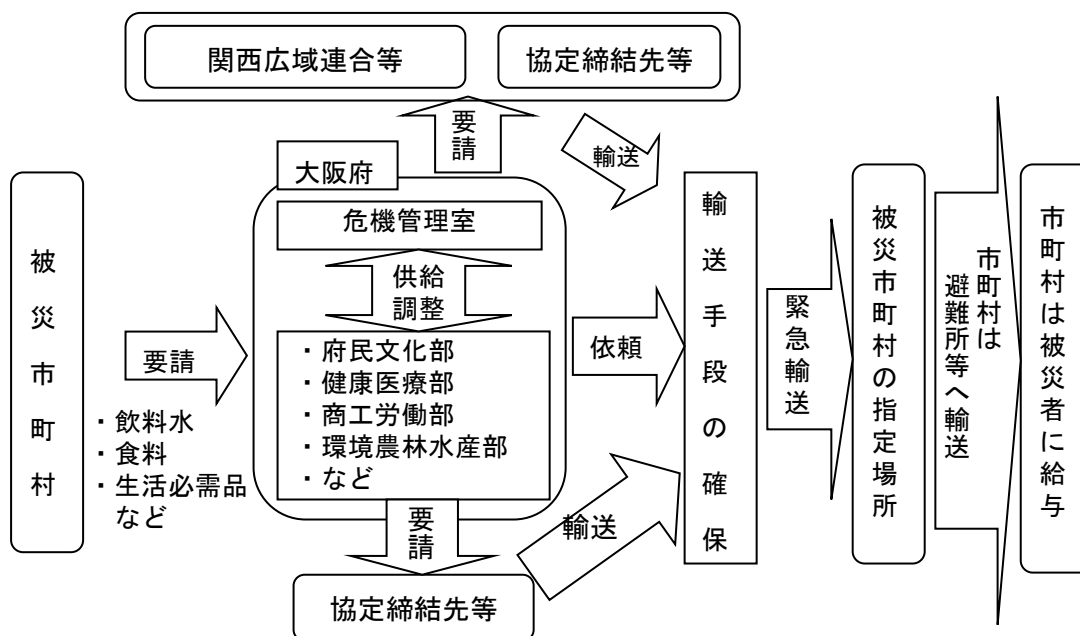 関西広域連合等
協定締結先等
要請
輸送
大阪府
危機管理室
供給
調整
・府民文化部
・健康医療部
・商工労働部
・環境農林水産部
・など
被災市町村
要請
・飲料水
・食料
・生活必需品
など
依頼
要請
輸送
協定締結先等
輸送手段の確保
緊急輸送
被災市町村の指定場所
市町村は
避難所等へ輸送
市町村は被災者に給与